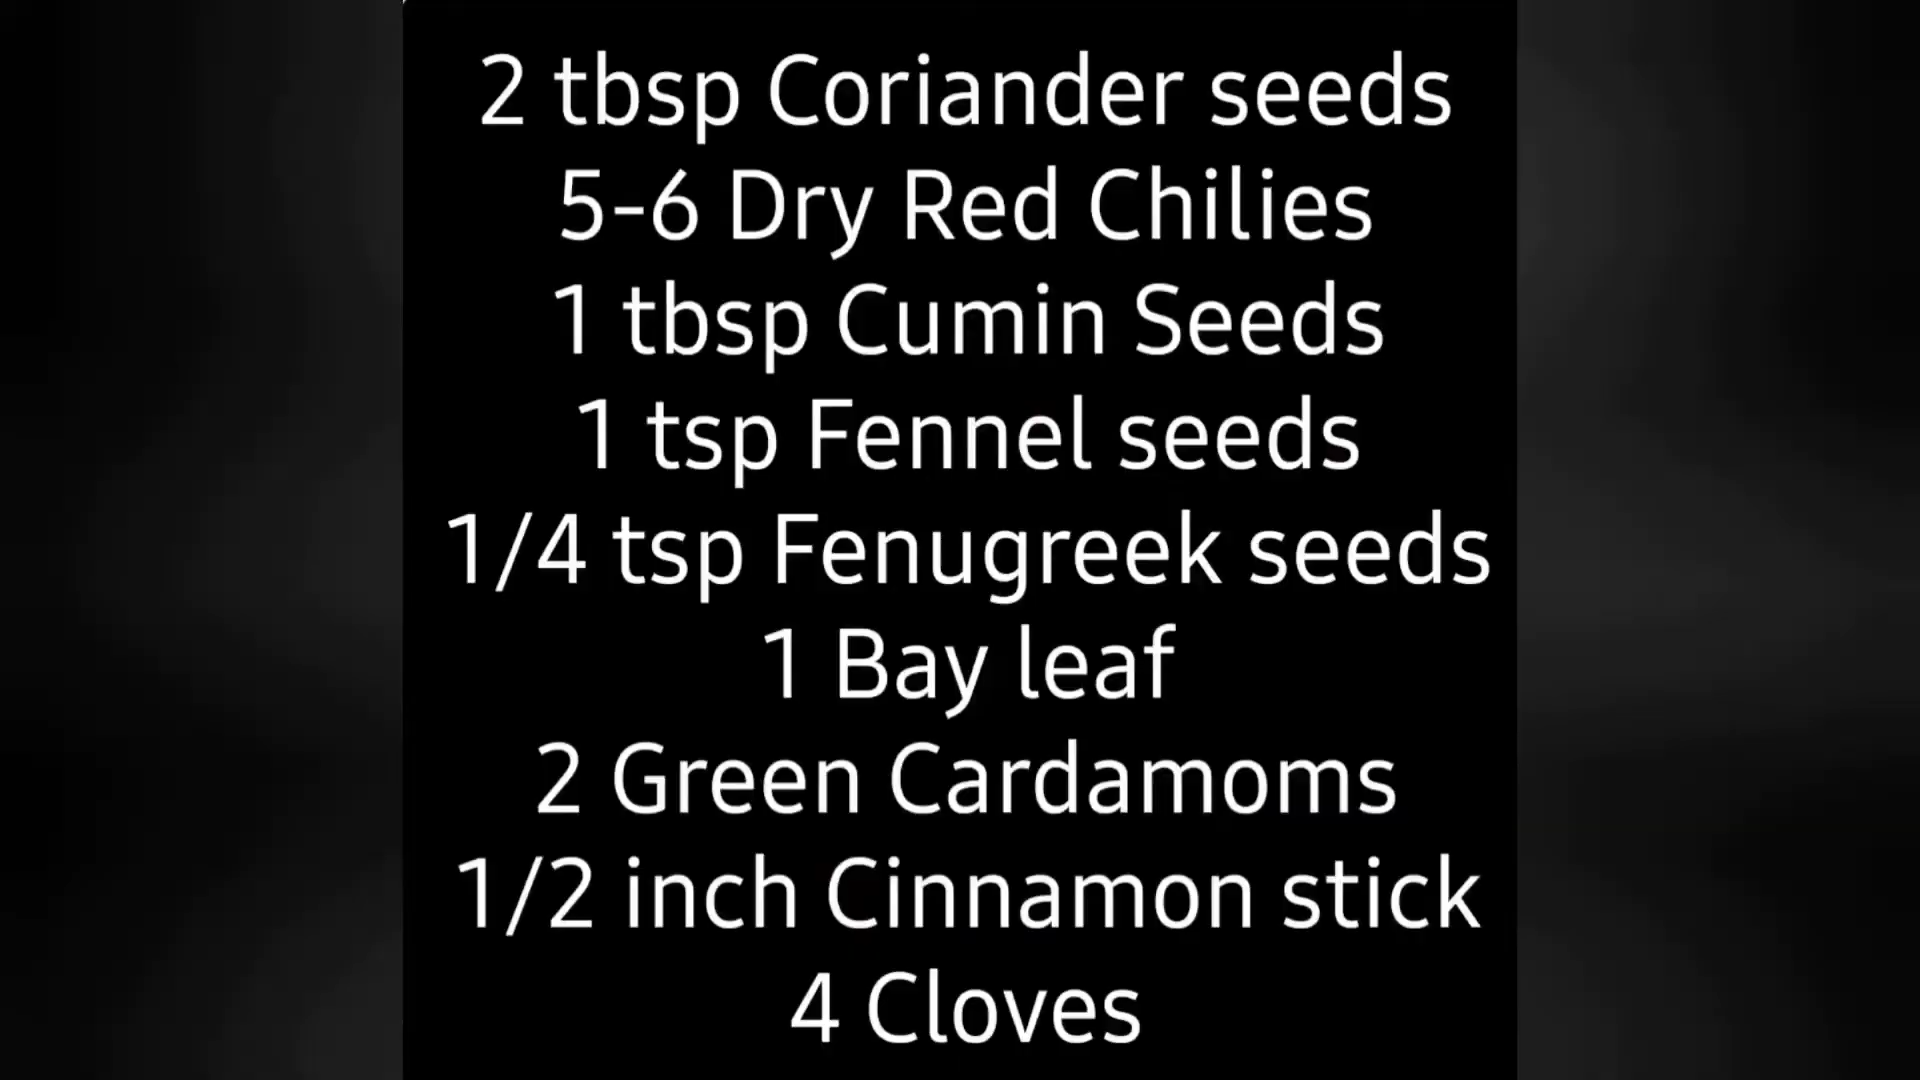 2 tbsp Coriander seeds
5-6 Dry Red Chilies
1 tbsp Cumin Seeds
1 tsp Fennel seeds
1/4 tsp Fenugreek seeds
1 Bay leaf
2 Green Cardamoms
1/2 inch Cinnamon stick
4 Cloves